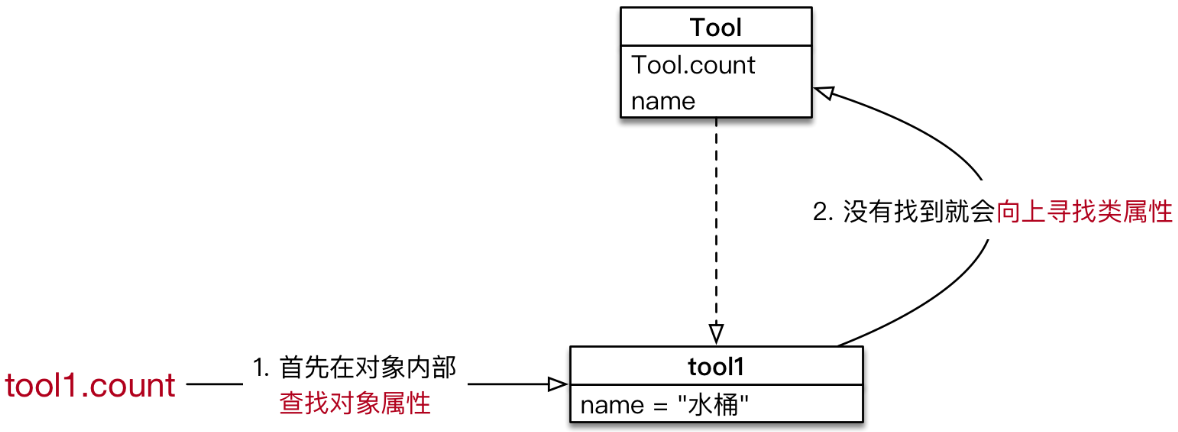 Tool
Tool.count
name
2. 没有找到就会向上寻找类属性
tool1.count
1. 首先在对象内部
查找对象属性
tool1
name = "水桶"